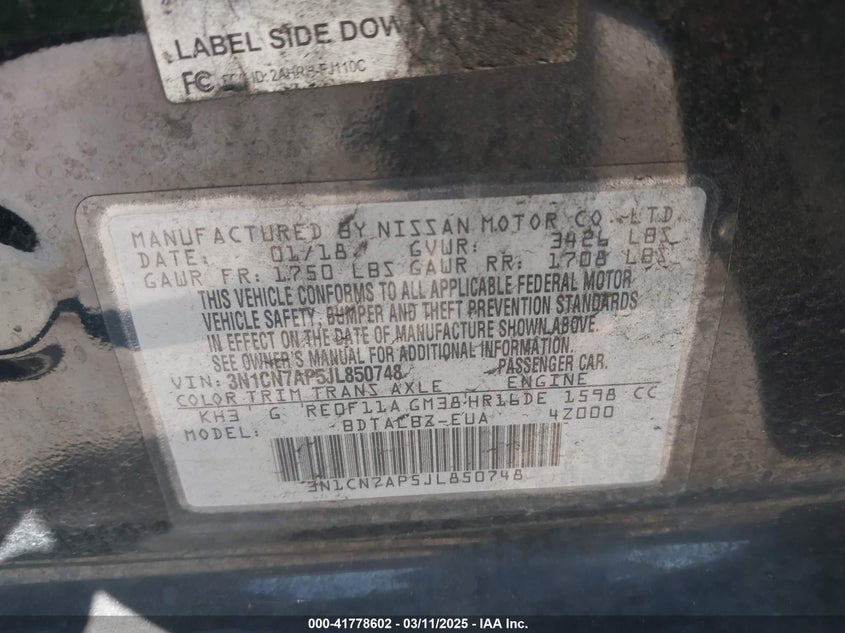 LABEL SIDE DOW
FC ID: 2AHRH-FJ110C
MANUFACTURED BY NISSAN MOTOR CO. LTD.
DATE: 01/18 GVWR: 3426 LBS
GAWR FR: 1750 LBS GAWR RR: 1708 LBS
THIS VEHICLE CONFORMS TO ALL APPLICABLE FEDERAL MOTOR
VEHICLE SAFETY, BUMPER AND THEFT PREVENTION STANDARDS
IN EFFECT ON THE DATE OF MANUFACTURE SHOWN ABOVE.
SEE OWNER'S MANUAL FOR ADDITIONAL INFORMATION.
VIN: 3N1CN7AP5JL850748 PASSENGER CAR.
COLOR TRIM TRANS AXLE ENGINE
KH3 G RE0F11A GM38 HR16DE 1598 CC
MODEL: BDTALBZ-EUA 4Z000
3N1CN7AP5JL850748
000-41778602 - 03/11/2025 - IAA Inc.